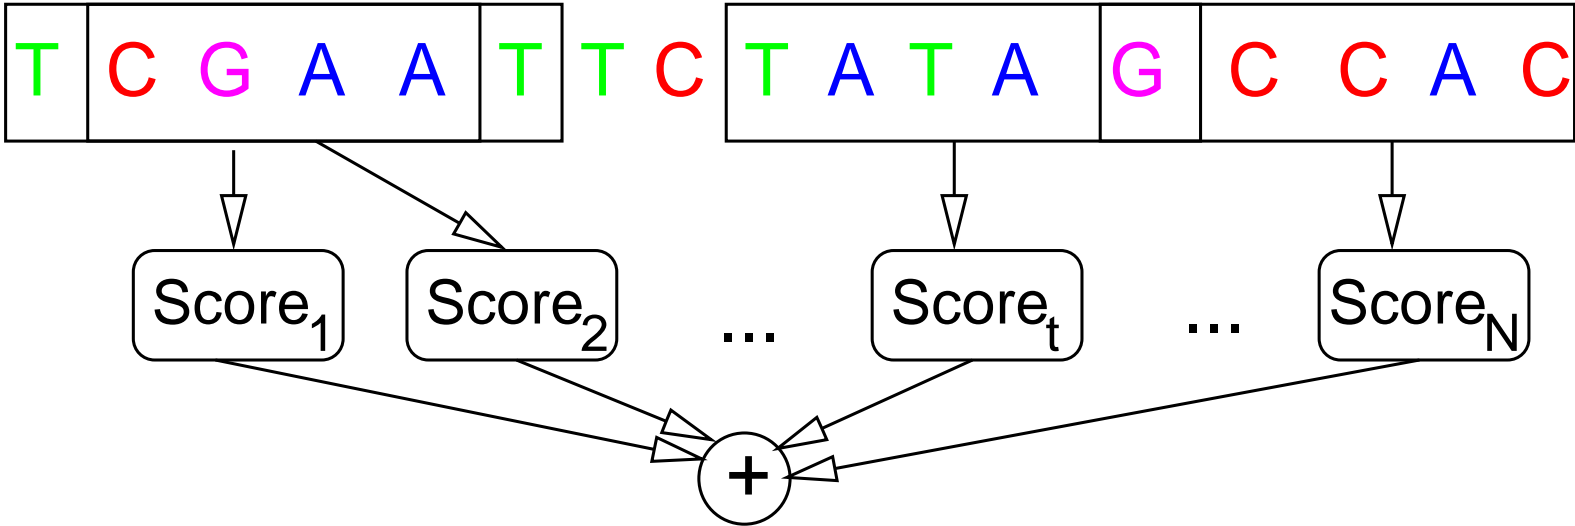 T C G A A T T C T A T A G C C A C
Score1 Score2 ... Scoret ... ScoreN
+